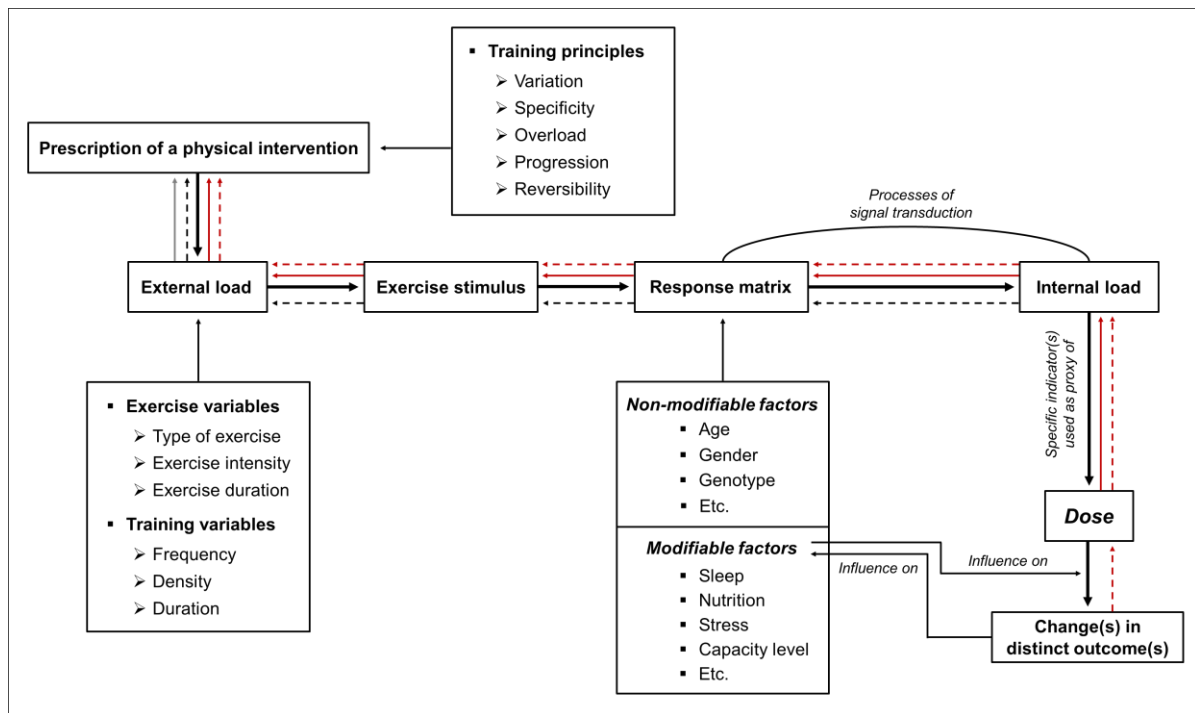 ▪ Training principles
➢ Variation
➢ Specificity
➢ Overload
➢ Progression
➢ Reversibility
Prescription of a physical intervention
Processes of
signal transduction
External load
Exercise stimulus
Response matrix
Internal load
▪ Exercise variables
➢ Type of exercise
➢ Exercise intensity
➢ Exercise duration
▪ Training variables
➢ Frequency
➢ Density
➢ Duration
Non-modifiable factors
▪ Age
▪ Gender
▪ Genotype
▪ Etc.
Modifiable factors
▪ Sleep
▪ Nutrition
▪ Stress
▪ Capacity level
▪ Etc.
Specific indicator(s)
used as proxy of
Dose
Influence on
Influence on
Change(s) in
distinct outcome(s)